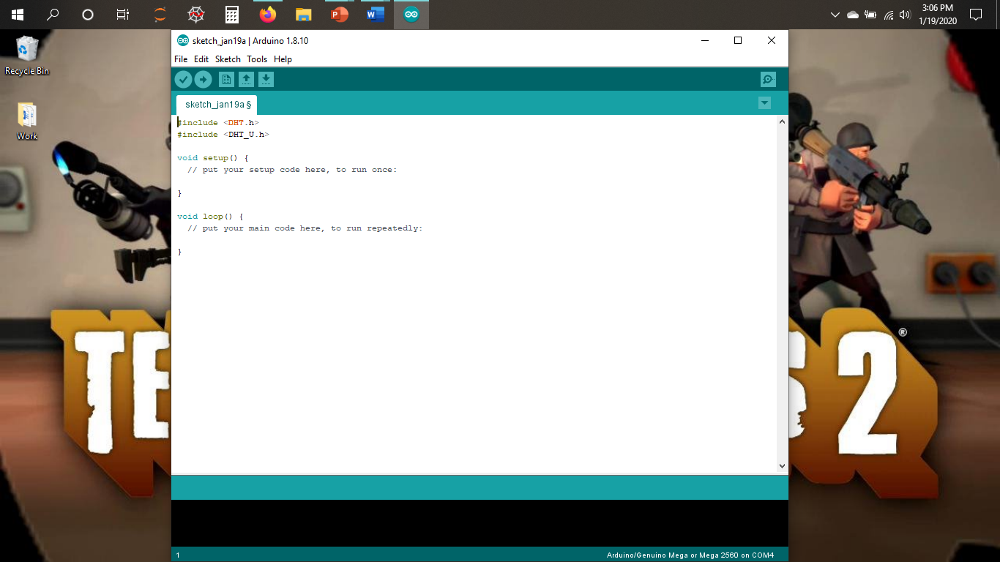 3:06 PM
1/19/2020
Recycle Bin
Work
sketch_jan19a | Arduino 1.8.10
File Edit Sketch Tools Help
sketch_jan19a §
#include <DHT.h>
#include <DHT_U.h>
void setup() {
// put your setup code here, to run once:
}
void loop() {
// put your main code here, to run repeatedly:
}
TE
S 2 ®
1
Arduino/Genuino Mega or Mega 2560 on COM4